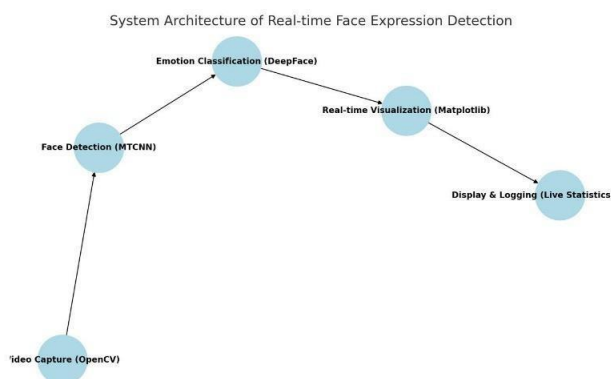 System Architecture of Real-time Face Expression Detection
Emotion Classification (DeepFace)
Real-time Visualization (Matplotlib)
Face Detection (MTCNN)
Display & Logging (Live Statistics
ideo Capture (OpenCV)